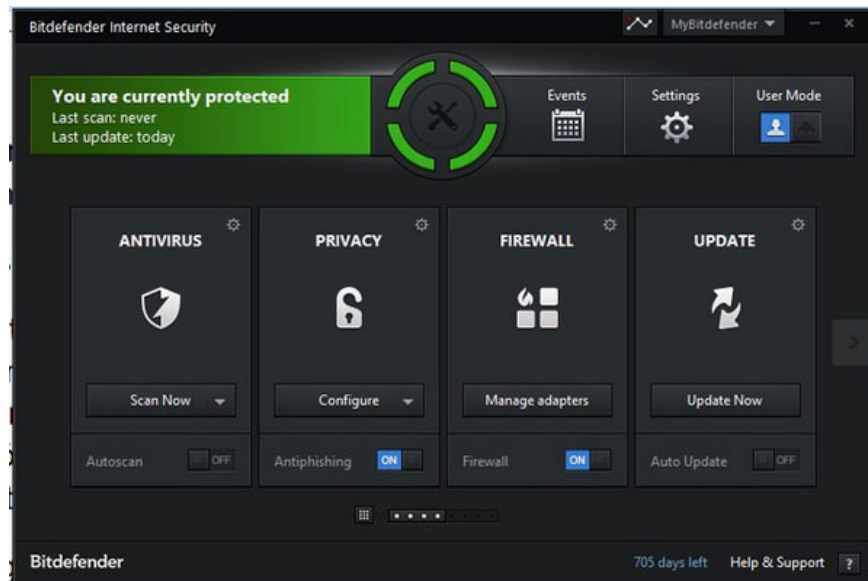 Bitdefender Internet Security
MyBitdefender
You are currently protected
Last scan: never
Last update: today
Events
Settings
User Mode
ANTIVIRUS
PRIVACY
FIREWALL
UPDATE
Scan Now
Configure
Manage adapters
Update Now
Autoscan OFF
Antiphishing ON
Firewall ON
Auto Update OFF
Bitdefender
705 days left
Help & Support ?